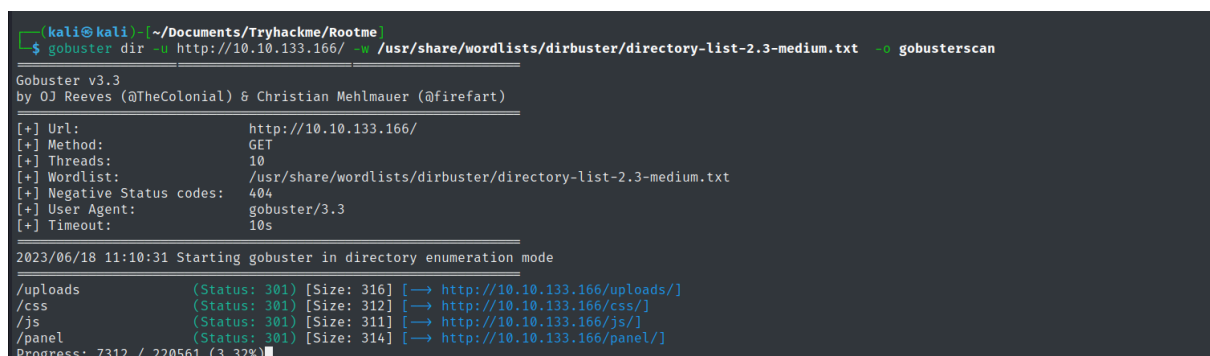 ┌──(kali㉿kali)-[~/Documents/Tryhackme/Rootme]
└─$ gobuster dir -u http://10.10.133.166/ -w /usr/share/wordlists/dirbuster/directory-list-2.3-medium.txt -o gobusterscan
Gobuster v3.3
by OJ Reeves (@TheColonial) & Christian Mehlmauer (@firefart)
[+] Url: http://10.10.133.166/
[+] Method: GET
[+] Threads: 10
[+] Wordlist: /usr/share/wordlists/dirbuster/directory-list-2.3-medium.txt
[+] Negative Status codes: 404
[+] User Agent: gobuster/3.3
[+] Timeout: 10s
2023/06/18 11:10:31 Starting gobuster in directory enumeration mode
/uploads (Status: 301) [Size: 316] [--> http://10.10.133.166/uploads/]
/css (Status: 301) [Size: 312] [--> http://10.10.133.166/css/]
/js (Status: 301) [Size: 311] [--> http://10.10.133.166/js/]
/panel (Status: 301) [Size: 314] [--> http://10.10.133.166/panel/]
Progress: 7312 / 220561 (3.32%)